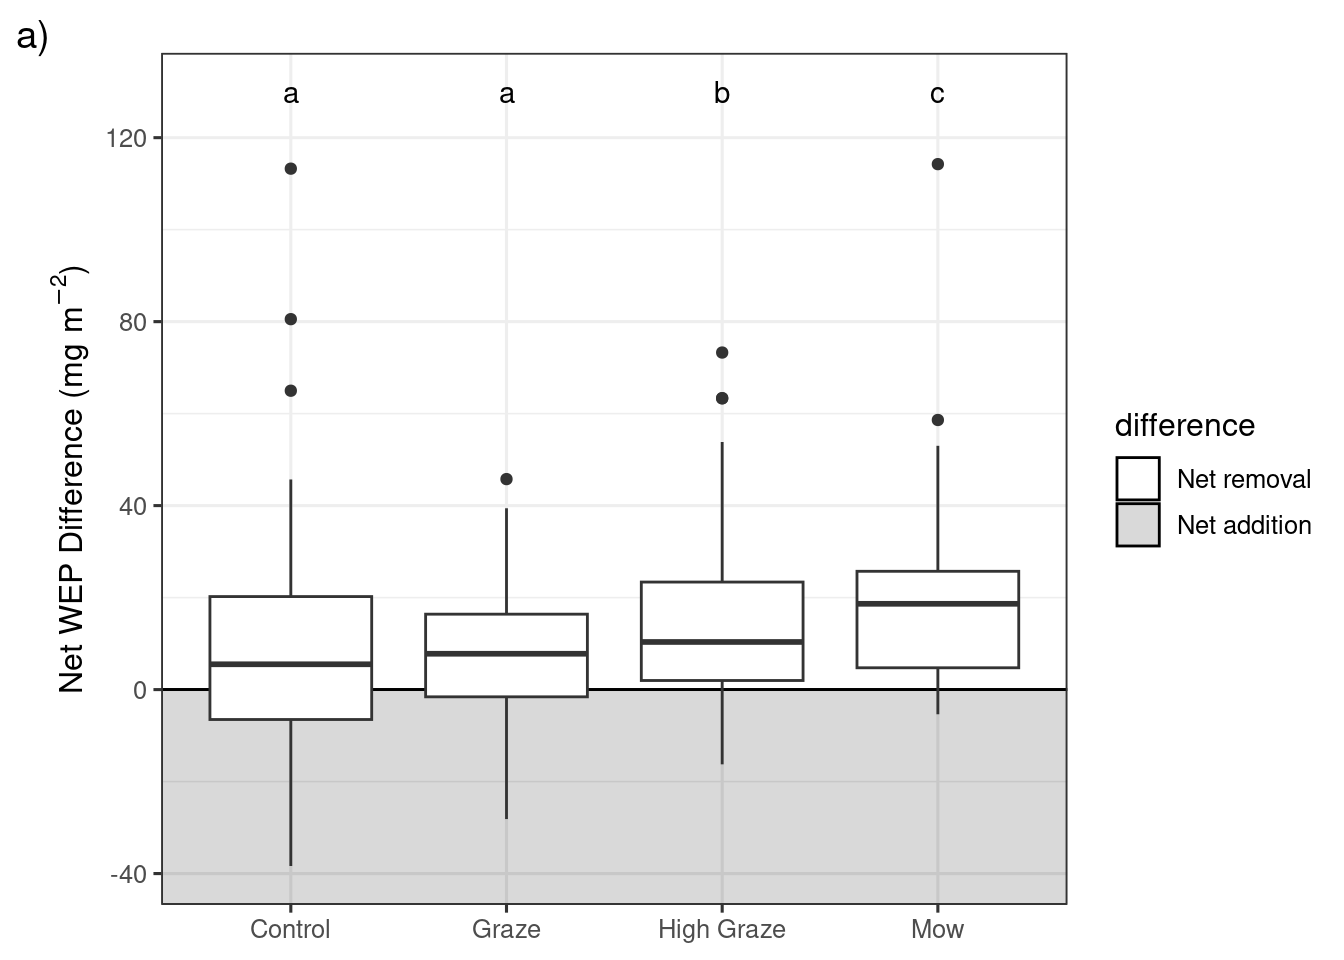 a)
a a b c
120
80
40
0
-40
Net WEP Difference (mg m⁻²)
Control Graze High Graze Mow
difference
Net removal
Net addition